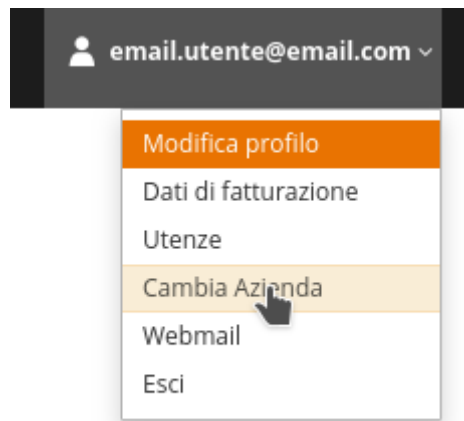 email.utente@email.com
Modifica profilo
Dati di fatturazione
Utenze
Cambia Azienda
Webmail
Esci